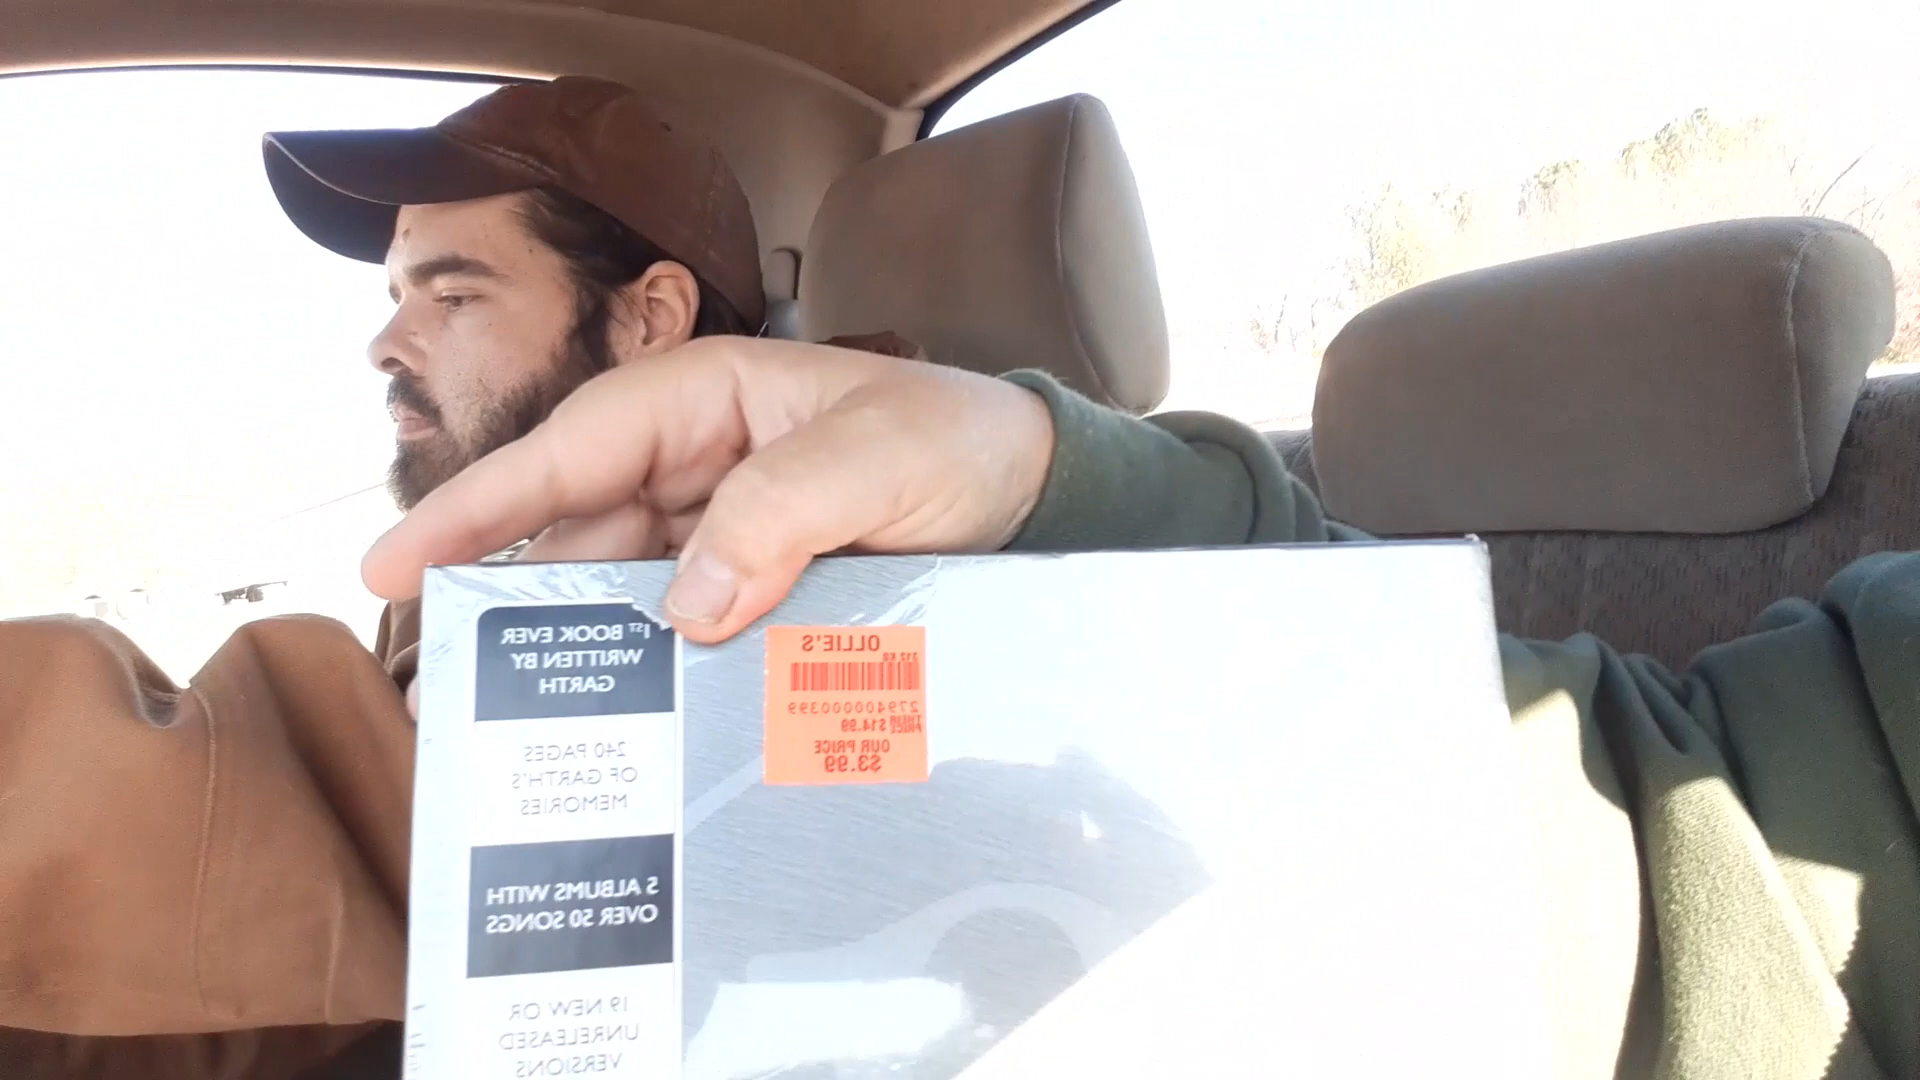 1ST BOOK EVER
WRITTEN BY
GARTH
240 PAGES
OF GARTH'S
MEMORIES
5 ALBUMS WITH
OVER 50 SONGS
19 NEW OR
UNRELEASED
VERSIONS
OLLIE'S
279400000399
THEIR
PRICE $14.99
OUR PRICE
$3.99